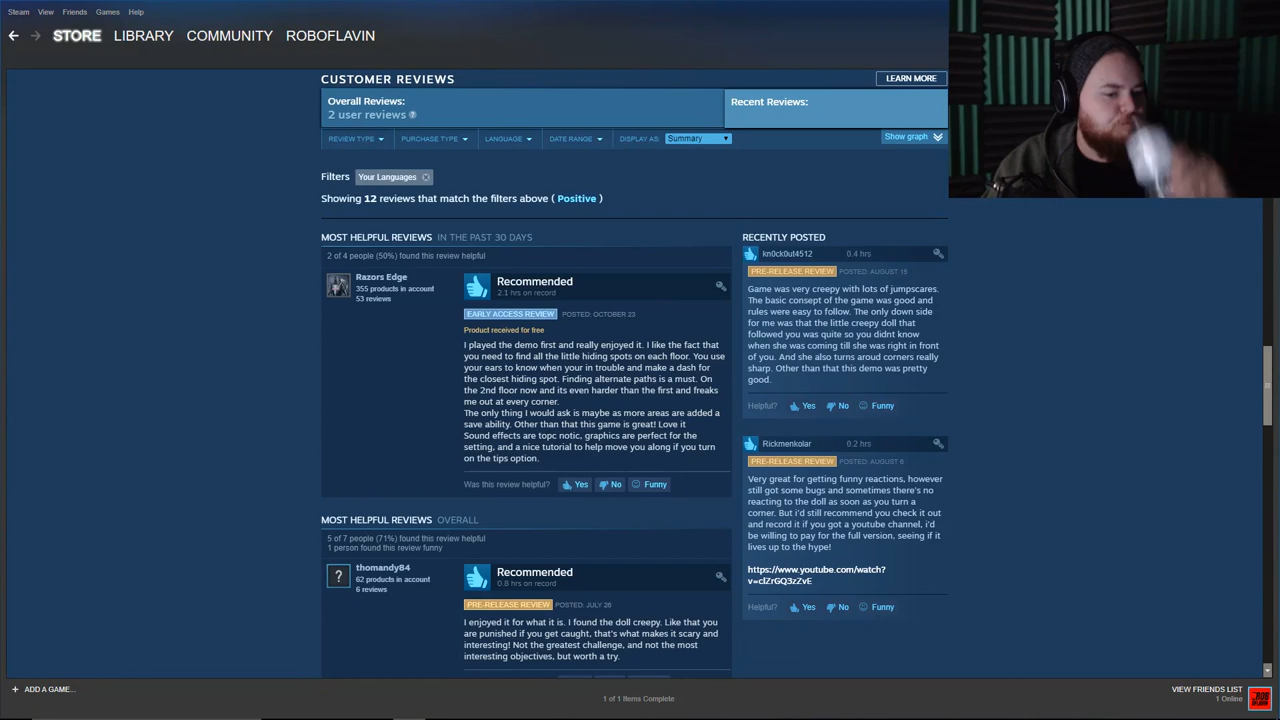 Steam View Friends Games Help
STORE LIBRARY COMMUNITY ROBOFLAVIN
CUSTOMER REVIEWS
LEARN MORE
Overall Reviews:
2 user reviews
Recent Reviews:
REVIEW TYPE PURCHASE TYPE LANGUAGE DATE RANGE DISPLAY AS: Summary
Show graph
Filters Your Languages
Showing 12 reviews that match the filters above ( Positive )
MOST HELPFUL REVIEWS IN THE PAST 30 DAYS
2 of 4 people (50%) found this review helpful
Razors Edge
355 products in account
53 reviews
Recommended
2.1 hrs on record
EARLY ACCESS REVIEW POSTED: OCTOBER 23
Product received for free
I played the demo first and really enjoyed it. I like the fact that
you need to find all the little hiding spots on each floor. You use
your ears to know when your in trouble and make a dash for
the closest hiding spot. Finding alternate paths is a must. On
the 2nd floor now and its even harder than the first and freaks
me out at every corner.
The only thing I would ask is maybe as more areas are added a
save ability. Other than that this game is great! Love it
Sound effects are topc notic, graphics are perfect for the
setting, and a nice tutorial to help move you along if you turn
on the tips option.
Was this review helpful? Yes No Funny
MOST HELPFUL REVIEWS OVERALL
5 of 7 people (71%) found this review helpful
1 person found this review funny
thomandy84
62 products in account
6 reviews
Recommended
0.8 hrs on record
PRE-RELEASE REVIEW POSTED: JULY 26
I enjoyed it for what it is. I found the doll creepy. Like that you
are punished if you get caught, that's what makes it scary and
interesting! Not the greatest challenge, and not the most
interesting objectives, but worth a try.
RECENTLY POSTED
kn0ck0ut4512 0.4 hrs
PRE-RELEASE REVIEW POSTED: AUGUST 15
Game was very creepy with lots of jumpscares.
The basic consept of the game was good and
rules were easy to follow. The only down side
for me was that the little creepy doll that
followed you was quite so you didnt know
when she was coming till she was right in front
of you. And she also turns aroud corners really
sharp. Other than that this demo was pretty
good.
Helpful? Yes No Funny
Rickmenkolar 0.2 hrs
PRE-RELEASE REVIEW POSTED: AUGUST 6
Very great for getting funny reactions, however
still got some bugs and sometimes there's no
reacting to the doll as soon as you turn a
corner. But i'd still recommend you check it out
and record it if you got a youtube channel, i'd
be willing to pay for the full version, seeing if it
lives up to the hype!
https://www.youtube.com/watch?
Helpful? Yes No Funny
+ ADD A GAME...
1 of 1 Items Complete
VIEW FRIENDS LIST
1 Online